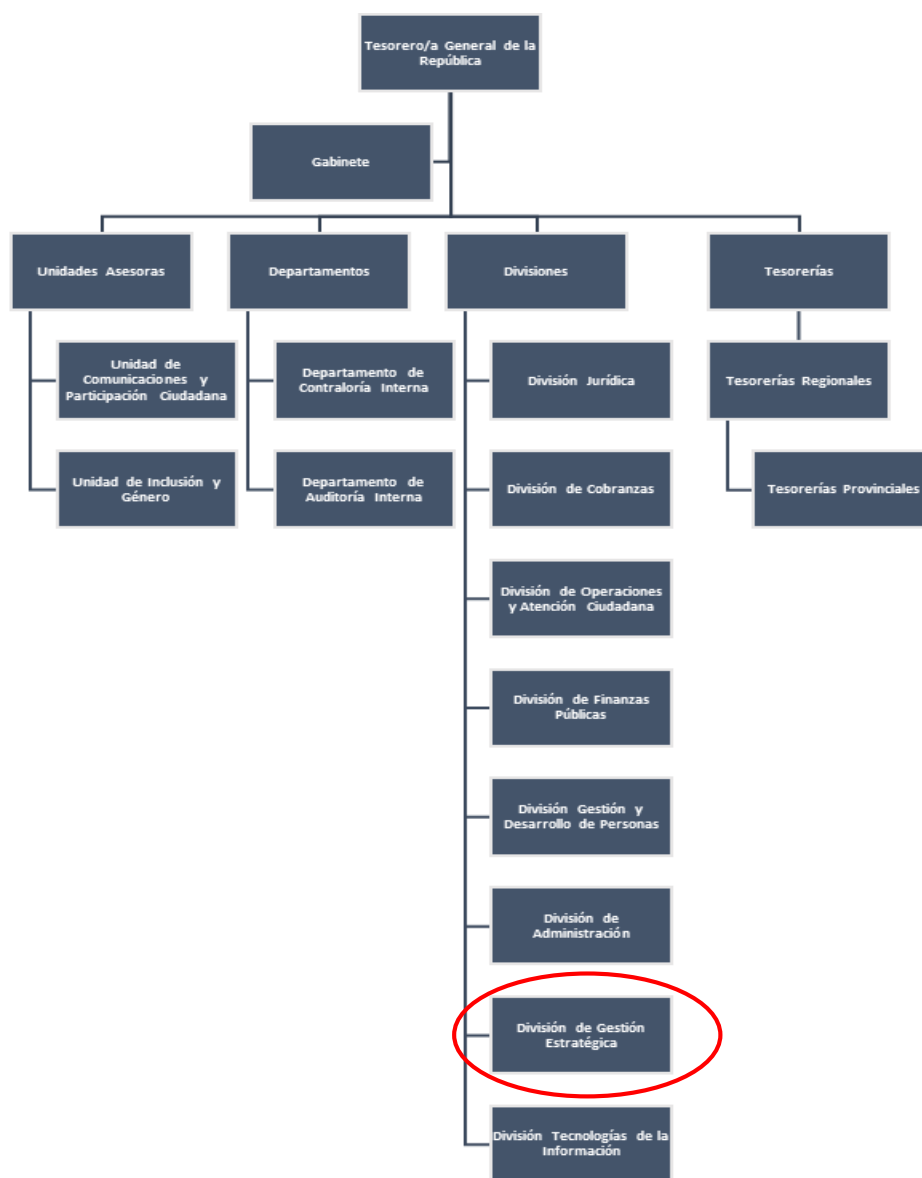 Tesorero/a General de la
República
Gabinete
Unidades Asesoras
Departamentos
Divisiones
Tesorerías
Unidad de
Comunicaciones y
Participación Ciudadana
Departamento de
Contraloría Interna
División Jurídica
Tesorerías Regionales
Unidad de Inclusión y
Género
Departamento de
Auditoría Interna
División de Cobranzas
Tesorerías Provinciales
División de Operaciones
y Atención Ciudadana
División de Finanzas
Públicas
División Gestión y
Desarrollo de Personas
División de
Administración
División de Gestión
Estratégica
División Tecnologías de la
Información